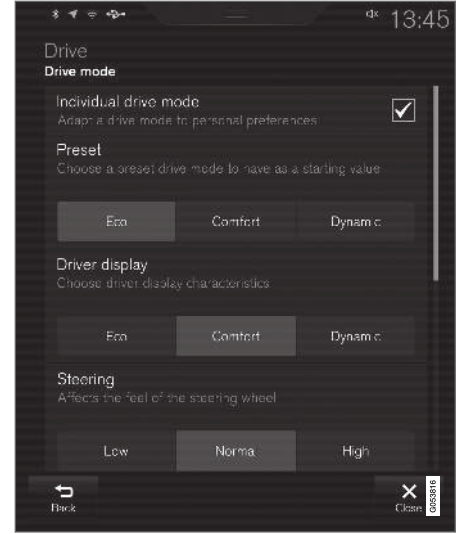 13:45
Drive
Drive mode
Individual drive mode
Adapt a drive mode to personal preferences
Preset
Choose a preset drive mode to have as a starting value
Eco Comfort Dynamic
Driver display
Choose driver display characteristics
Eco Comfort Dynamic
Steering
Affects the feel of the steering wheel
Low Normal High
Back
Close
G053816